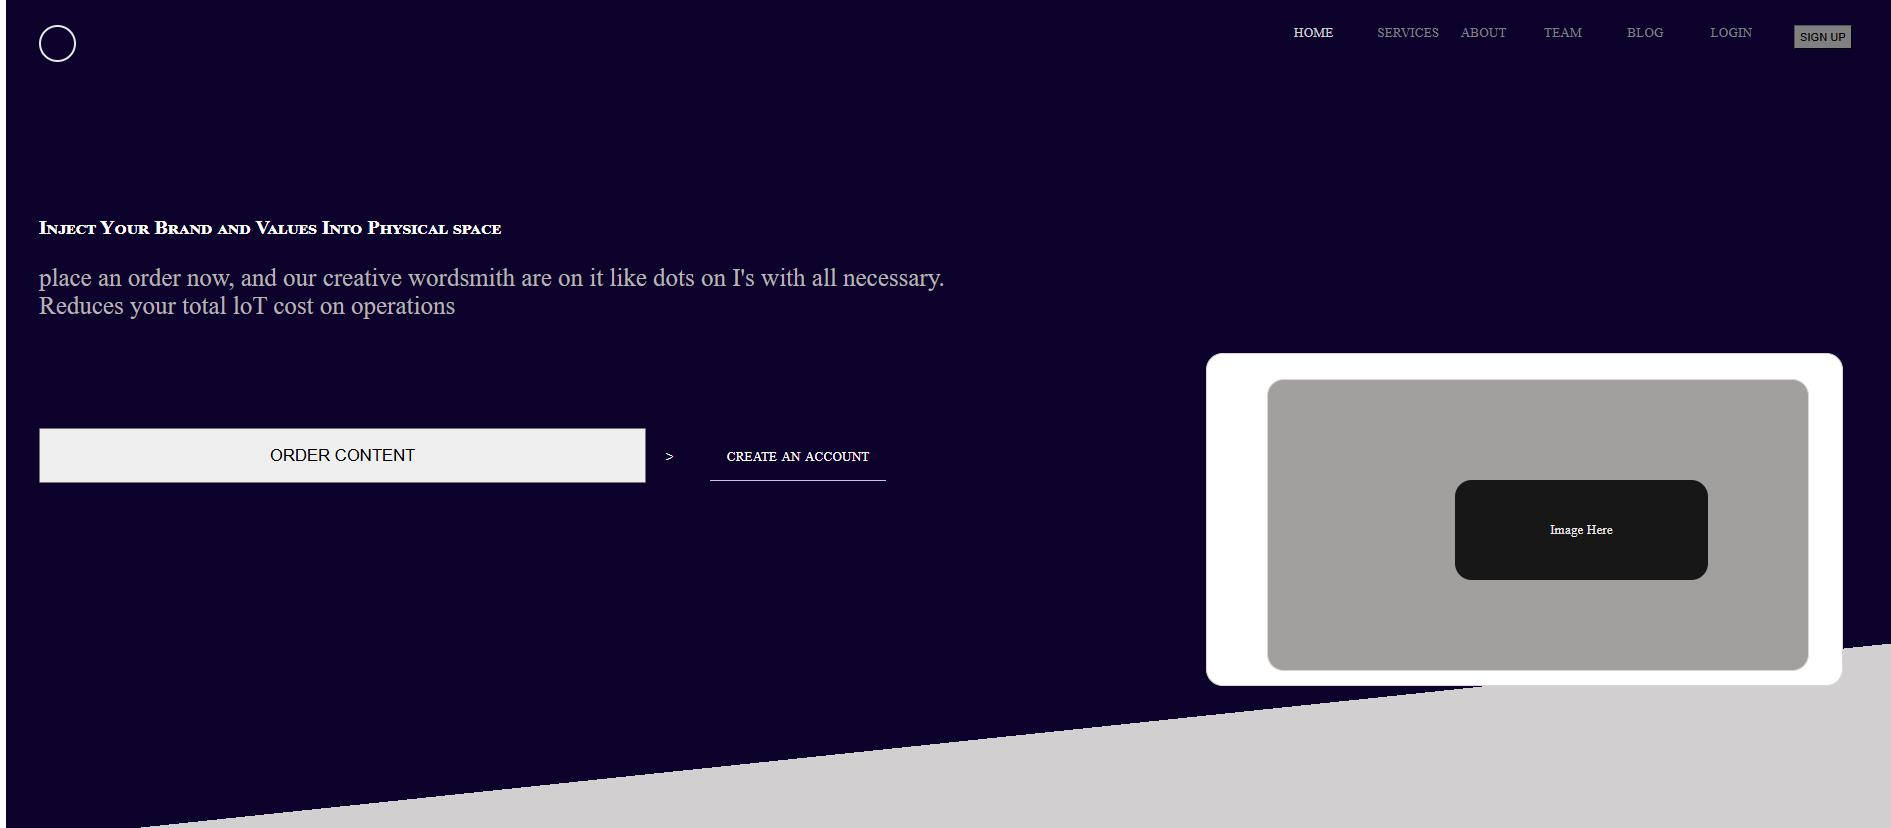 HOME SERVICES ABOUT TEAM BLOG LOGIN SIGN UP
Inject Your Brand and Values Into Physical space
place an order now, and our creative wordsmith are on it like dots on I's with all necessary.
Reduces your total loT cost on operations
ORDER CONTENT > CREATE AN ACCOUNT
Image Here